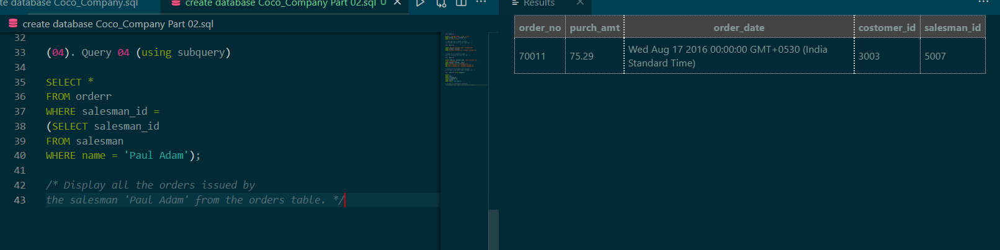 te database Coco_Company.sql
create database Coco_Company Part 02.sql U
Results
create database Coco_Company Part 02.sql
32
33 (04). Query 04 (using subquery)
34
35 SELECT *
36 FROM orderr
37 WHERE salesman_id =
38 (SELECT salesman_id
39 FROM salesman
40 WHERE name = 'Paul Adam');
41
42 /* Display all the orders issued by
43 the salesman 'Paul Adam' from the orders table. */
order_no purch_amt order_date costomer_id salesman_id
70011 75.29 Wed Aug 17 2016 00:00:00 GMT+0530 (India 3003 5007
Standard Time)